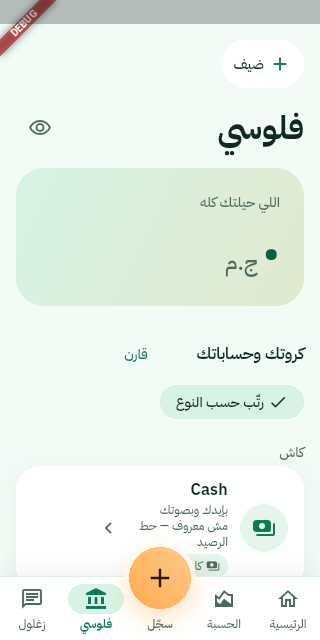 DEBUG
ضيف
فلوسي
اللي حيلتك كله
ج.م
كروتك وحساباتك
قارن
رتّب حسب النوع
كاش
Cash
بإيدك وبصوتك
مش معروف — حط
الرصيد
كا
الرئيسية
الحسبة
سجّل
فلوسي
زغلول